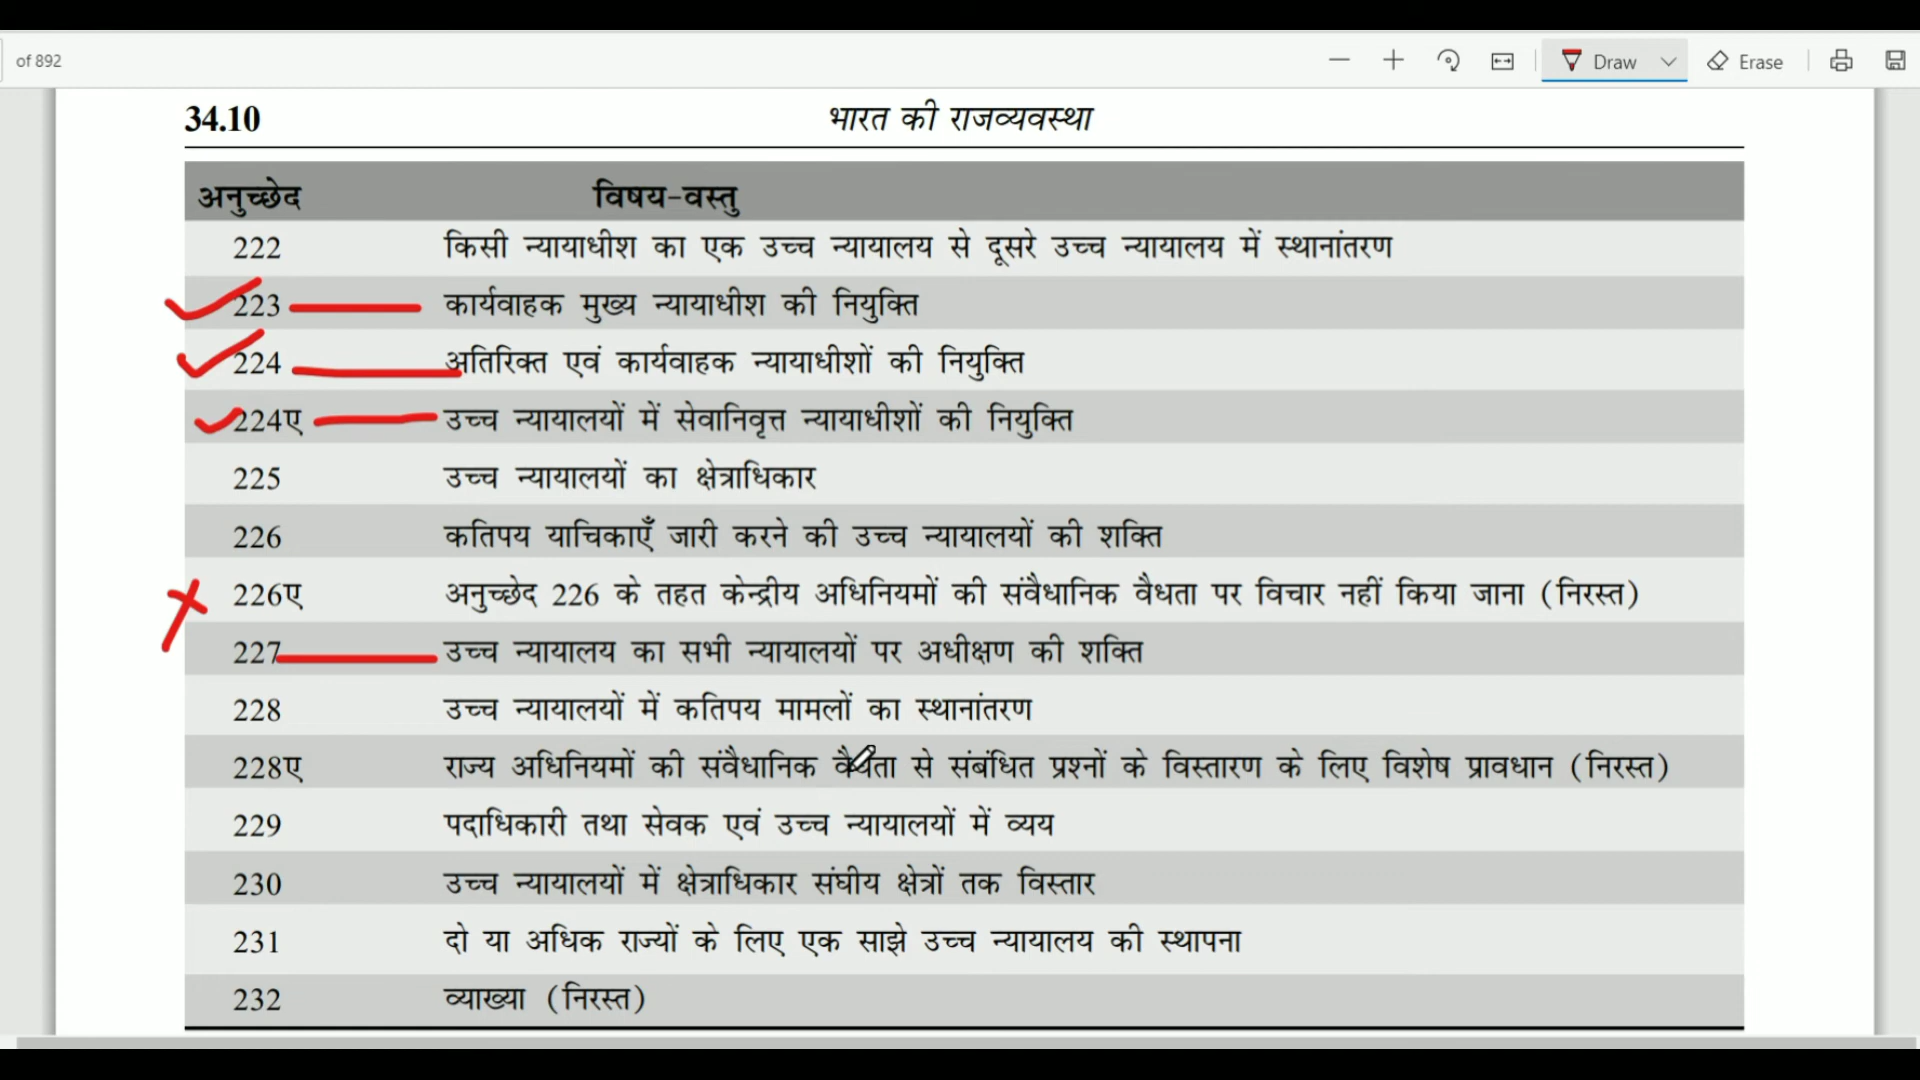 of 892
Draw
Erase
34.10 भारत की राजव्यवस्था
अनुच्छेद विषय-वस्तु
222 किसी न्यायाधीश का एक उच्च न्यायालय से दूसरे उच्च न्यायालय में स्थानांतरण
223 कार्यवाहक मुख्य न्यायाधीश की नियुक्ति
224 अतिरिक्त एवं कार्यवाहक न्यायाधीशों की नियुक्ति
224ए उच्च न्यायालयों में सेवानिवृत्त न्यायाधीशों की नियुक्ति
225 उच्च न्यायालयों का क्षेत्राधिकार
226 कतिपय याचिकाएँ जारी करने की उच्च न्यायालयों की शक्ति
226ए अनुच्छेद 226 के तहत केन्द्रीय अधिनियमों की संवैधानिक वैधता पर विचार नहीं किया जाना (निरस्त)
227 उच्च न्यायालय का सभी न्यायालयों पर अधीक्षण की शक्ति
228 उच्च न्यायालयों में कतिपय मामलों का स्थानांतरण
228ए राज्य अधिनियमों की संवैधानिक वैधता से संबंधित प्रश्नों के विस्तारण के लिए विशेष प्रावधान (निरस्त)
229 पदाधिकारी तथा सेवक एवं उच्च न्यायालयों में व्यय
230 उच्च न्यायालयों में क्षेत्राधिकार संघीय क्षेत्रों तक विस्तार
231 दो या अधिक राज्यों के लिए एक साझे उच्च न्यायालय की स्थापना
232 व्याख्या (निरस्त)